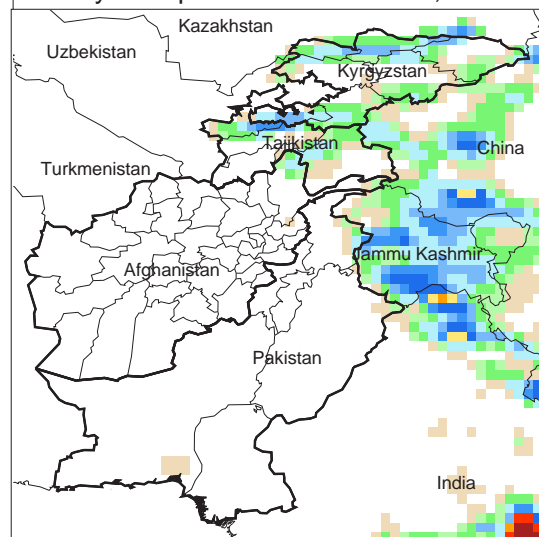 Kazakhstan
Uzbekistan
Kyrgyzstan
Tajikistan
China
Turkmenistan
Jammu Kashmir
Afghanistan
Pakistan
India